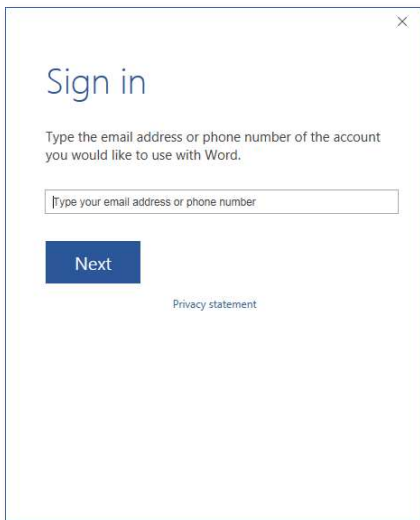 Sign in
Type the email address or phone number of the account
you would like to use with Word.
Type your email address or phone number
Next
Privacy statement